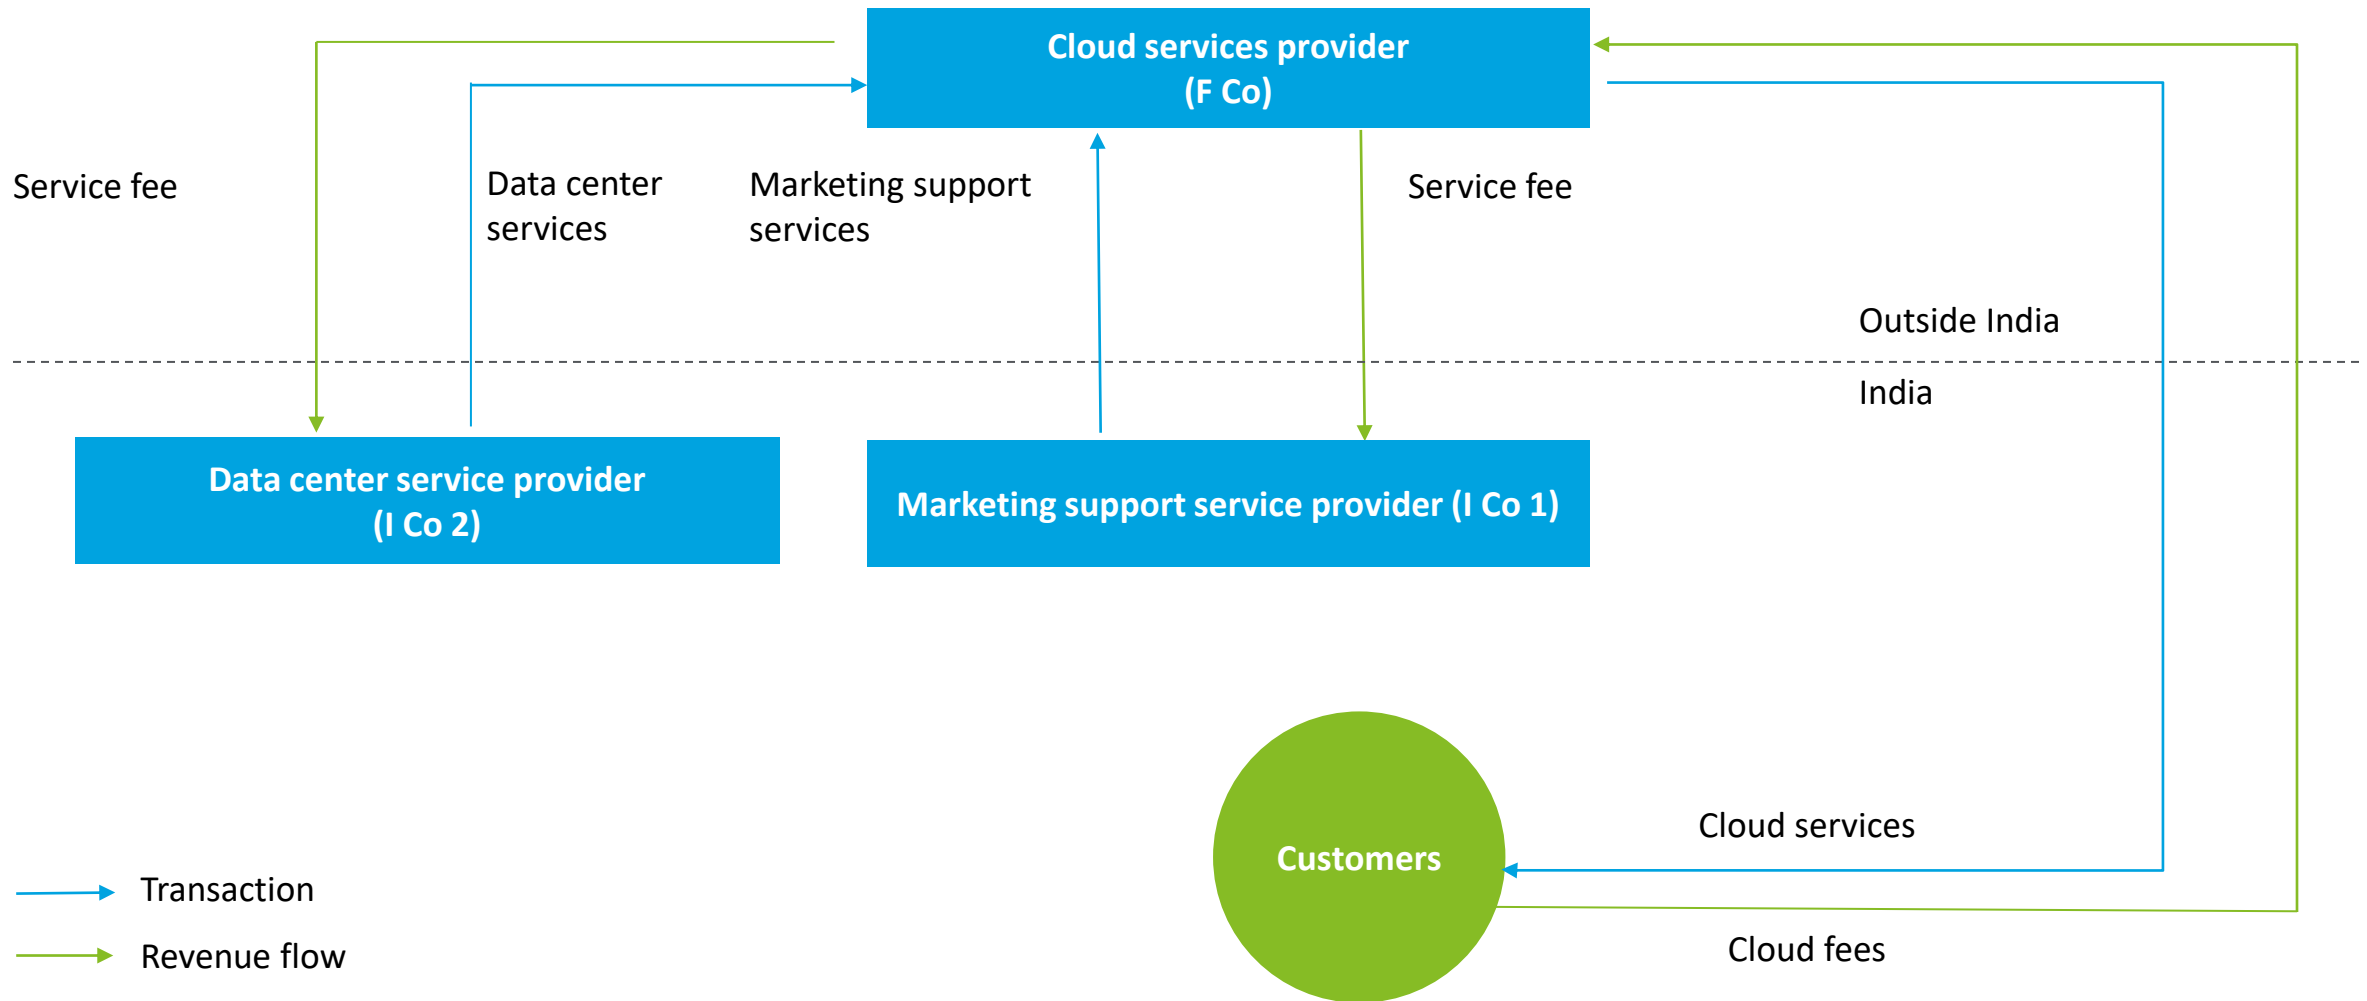 Cloud services provider
(F Co)
Service fee
Data center
services
Marketing support
services
Service fee
Outside India
India
Data center service provider
(I Co 2)
Marketing support service provider (I Co 1)
Customers
Cloud services
Cloud fees
Transaction
Revenue flow